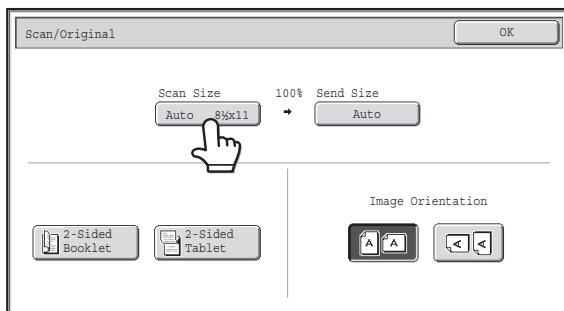 Scan/Original
OK
Scan Size 100% Send Size
Auto 8½x11 → Auto
Image Orientation
2-Sided
Booklet
2-Sided
Tablet
A A A A